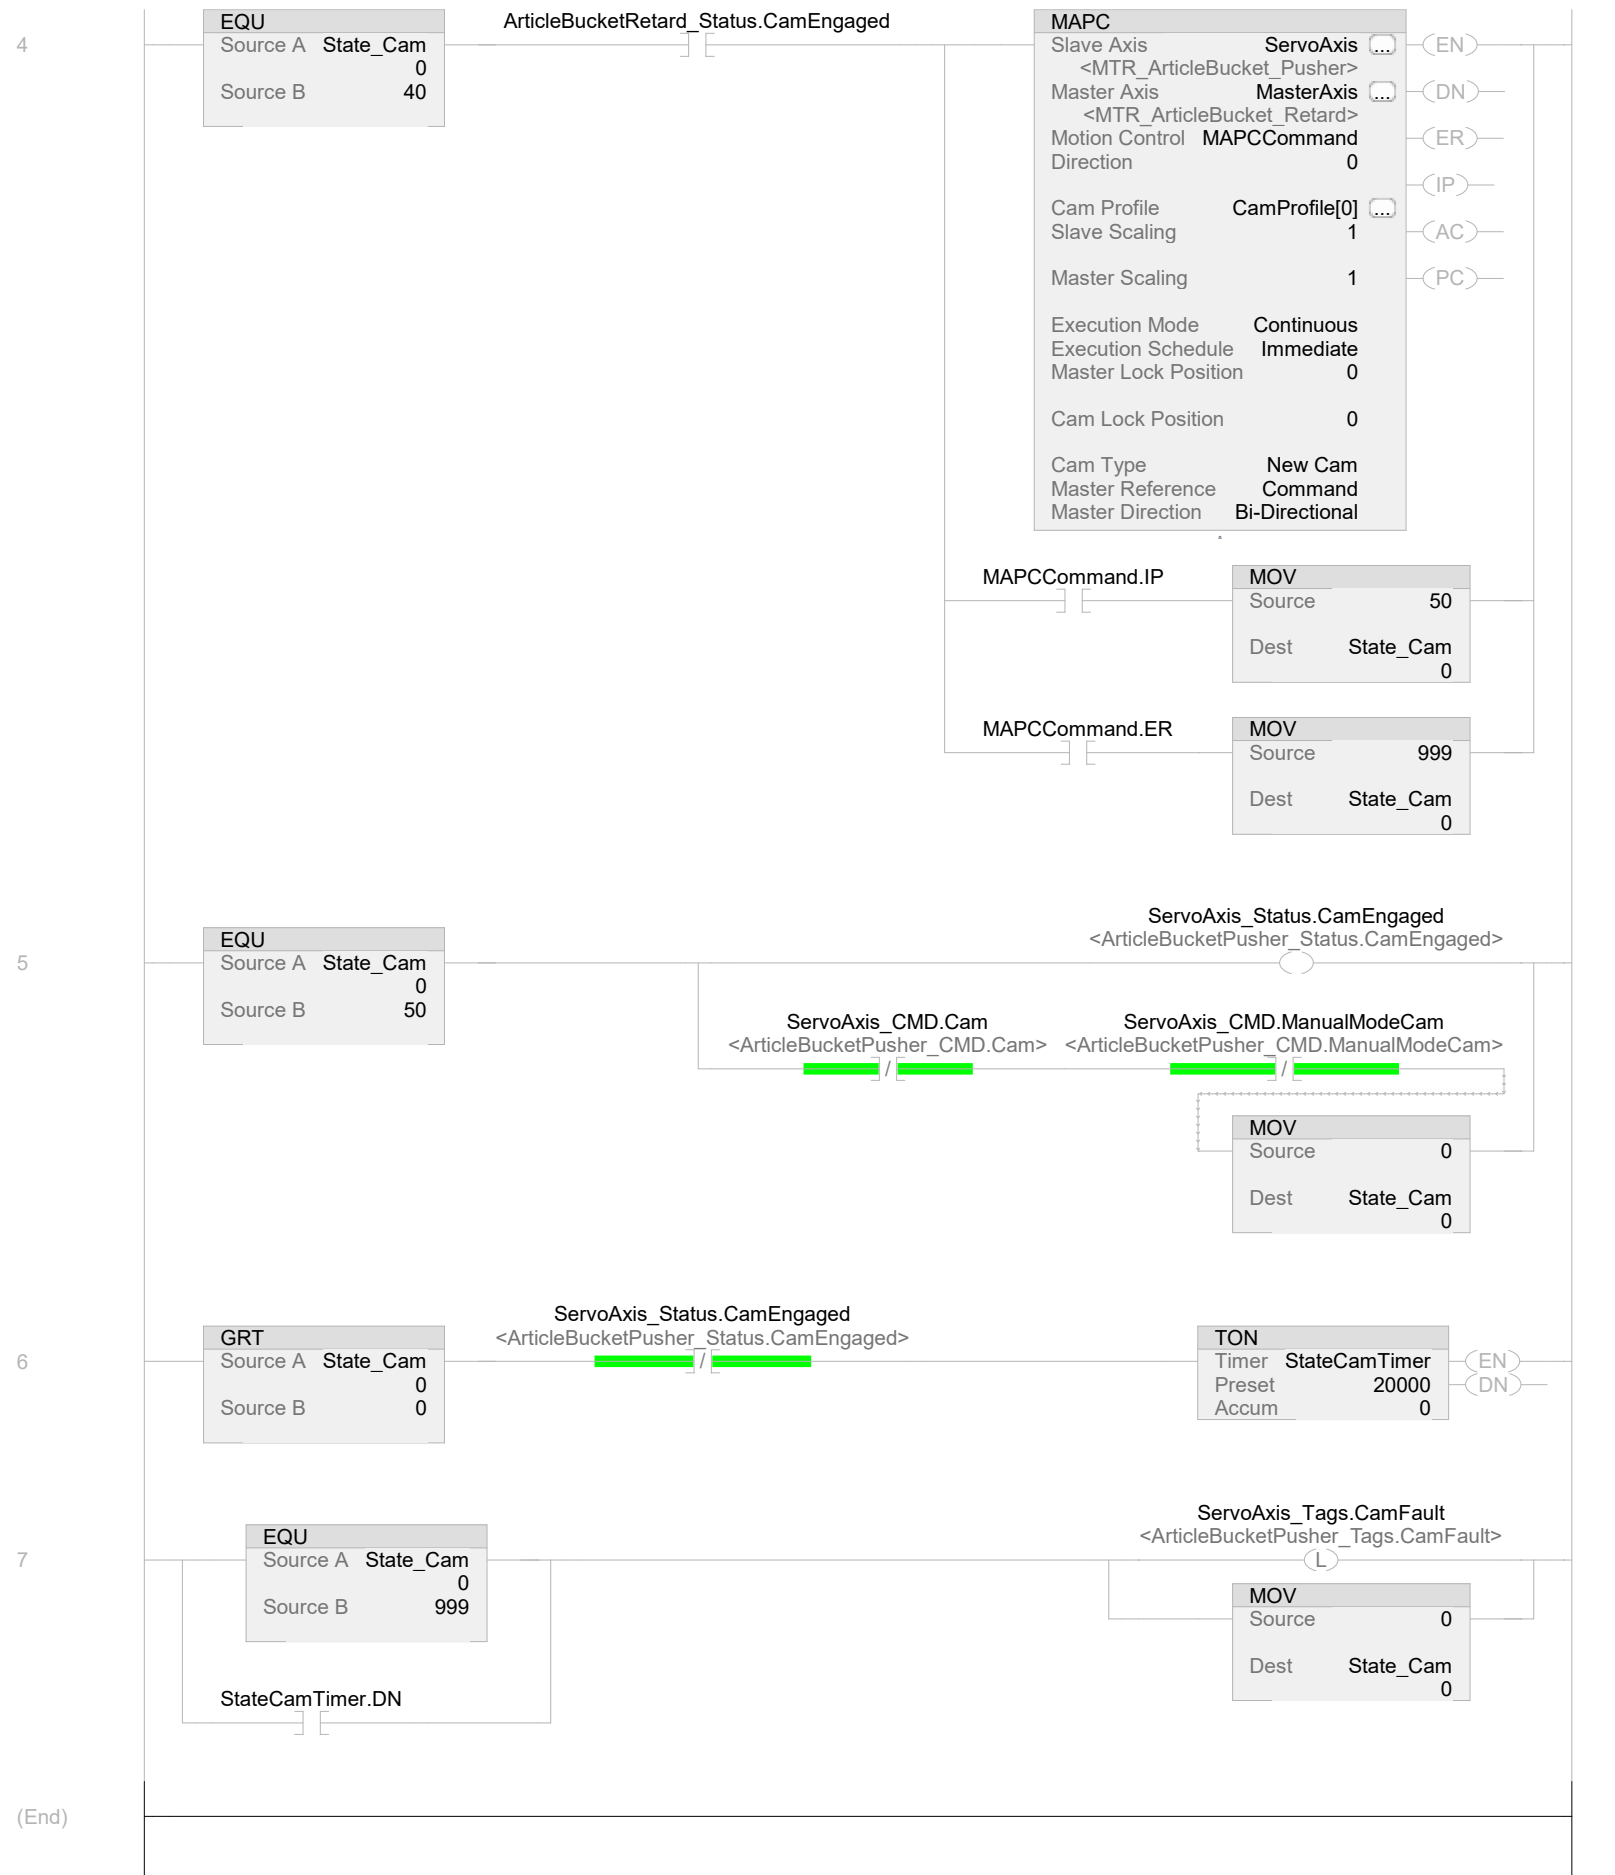 4
EQU
Source A State_Cam
0
Source B 40
ArticleBucketRetard_Status.CamEngaged
MAPC
Slave Axis ServoAxis ... EN
<MTR_ArticleBucket_Pusher>
Master Axis MasterAxis ... DN
<MTR_ArticleBucket_Retard>
Motion Control MAPCCommand ER
Direction 0
IP
Cam Profile CamProfile[0] ...
Slave Scaling 1 AC
Master Scaling 1 PC
Execution Mode Continuous
Execution Schedule Immediate
Master Lock Position 0
Cam Lock Position 0
Cam Type New Cam
Master Reference Command
Master Direction Bi-Directional
MAPCCommand.IP
MOV
Source 50
Dest State_Cam
0
MAPCCommand.ER
MOV
Source 999
Dest State_Cam
0
5
EQU
Source A State_Cam
0
Source B 50
ServoAxis_Status.CamEngaged
<ArticleBucketPusher_Status.CamEngaged>
ServoAxis_CMD.Cam
<ArticleBucketPusher_CMD.Cam>
/
ServoAxis_CMD.ManualModeCam
<ArticleBucketPusher_CMD.ManualModeCam>
/
MOV
Source 0
Dest State_Cam
0
6
GRT
Source A State_Cam
0
Source B 0
ServoAxis_Status.CamEngaged
<ArticleBucketPusher_Status.CamEngaged>
/
TON
Timer StateCamTimer EN
Preset 20000 DN
Accum 0
7
EQU
Source A State_Cam
0
Source B 999
StateCamTimer.DN
ServoAxis_Tags.CamFault
<ArticleBucketPusher_Tags.CamFault>
L
MOV
Source 0
Dest State_Cam
0
(End)